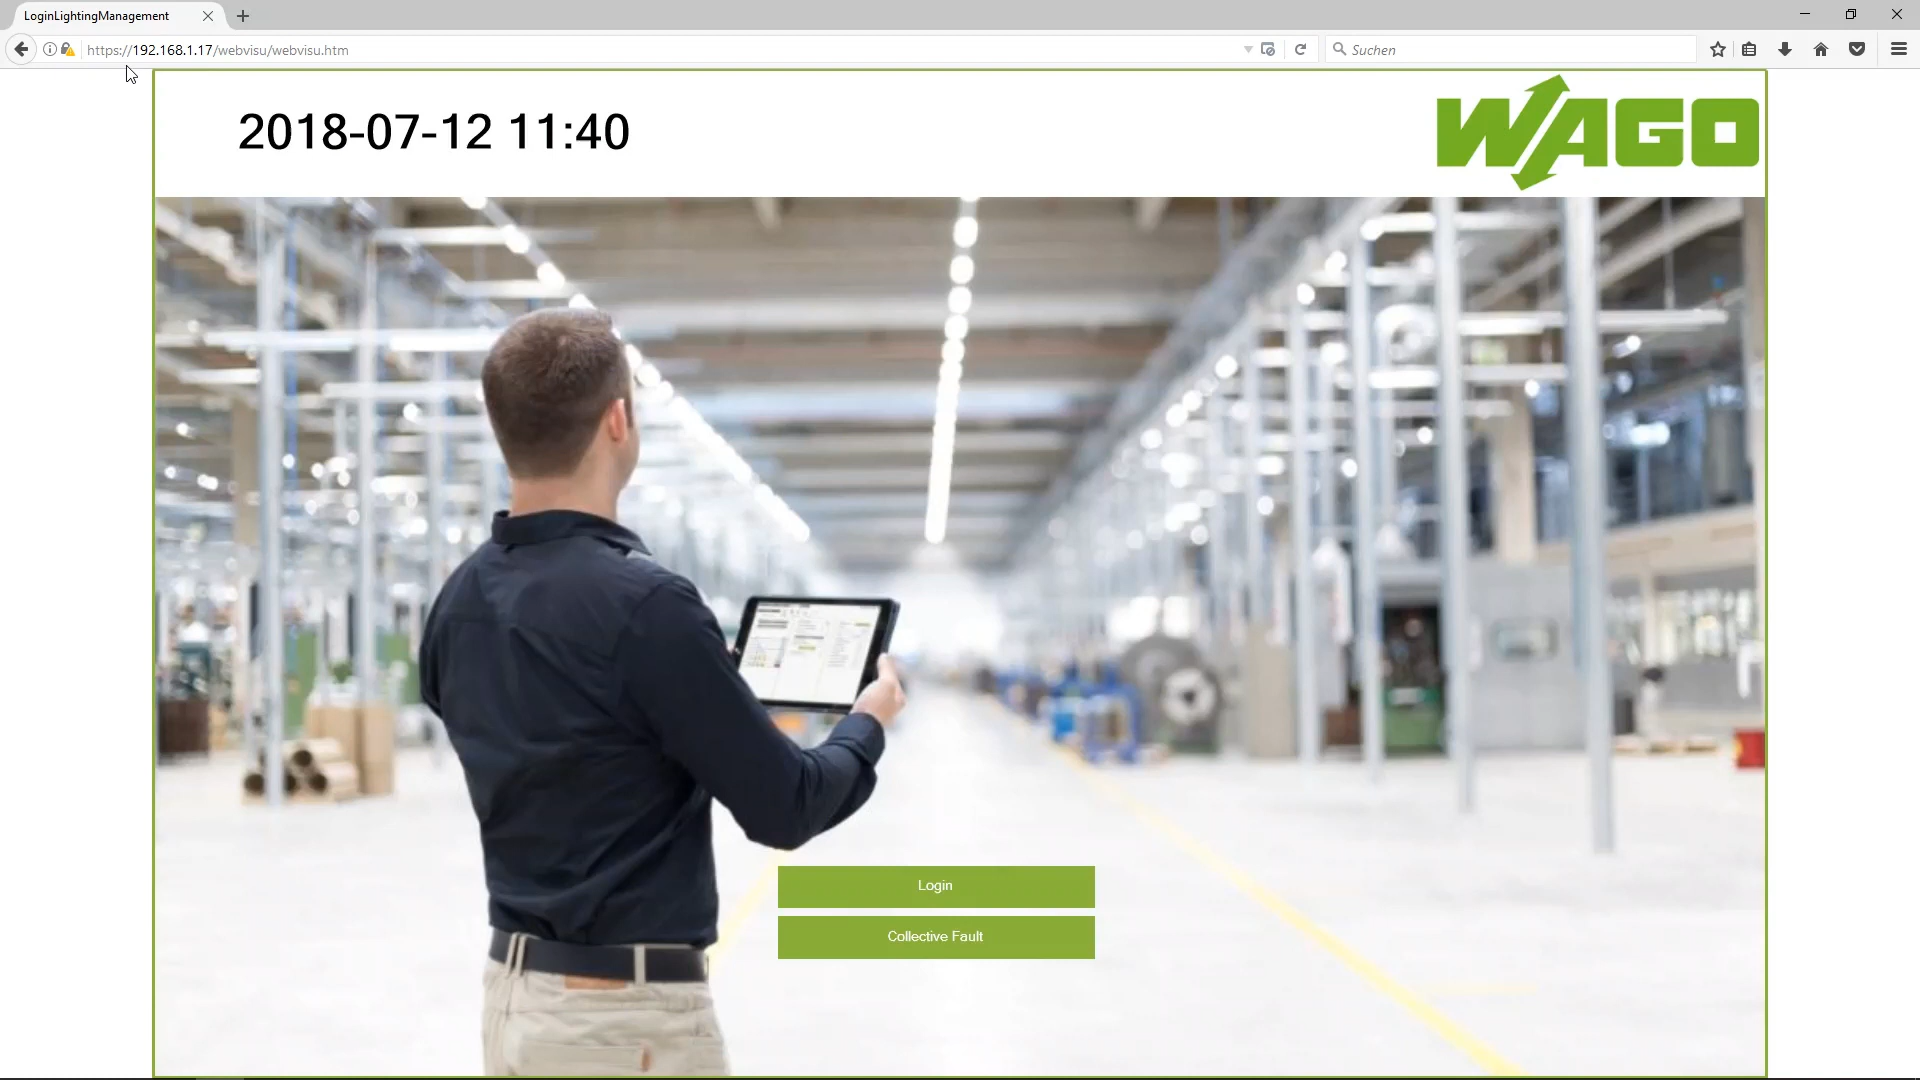 LoginLightingManagement
https://192.168.1.17/webvisu/webvisu.htm
Suchen
2018-07-12 11:40
WAGO
Login
Collective Fault